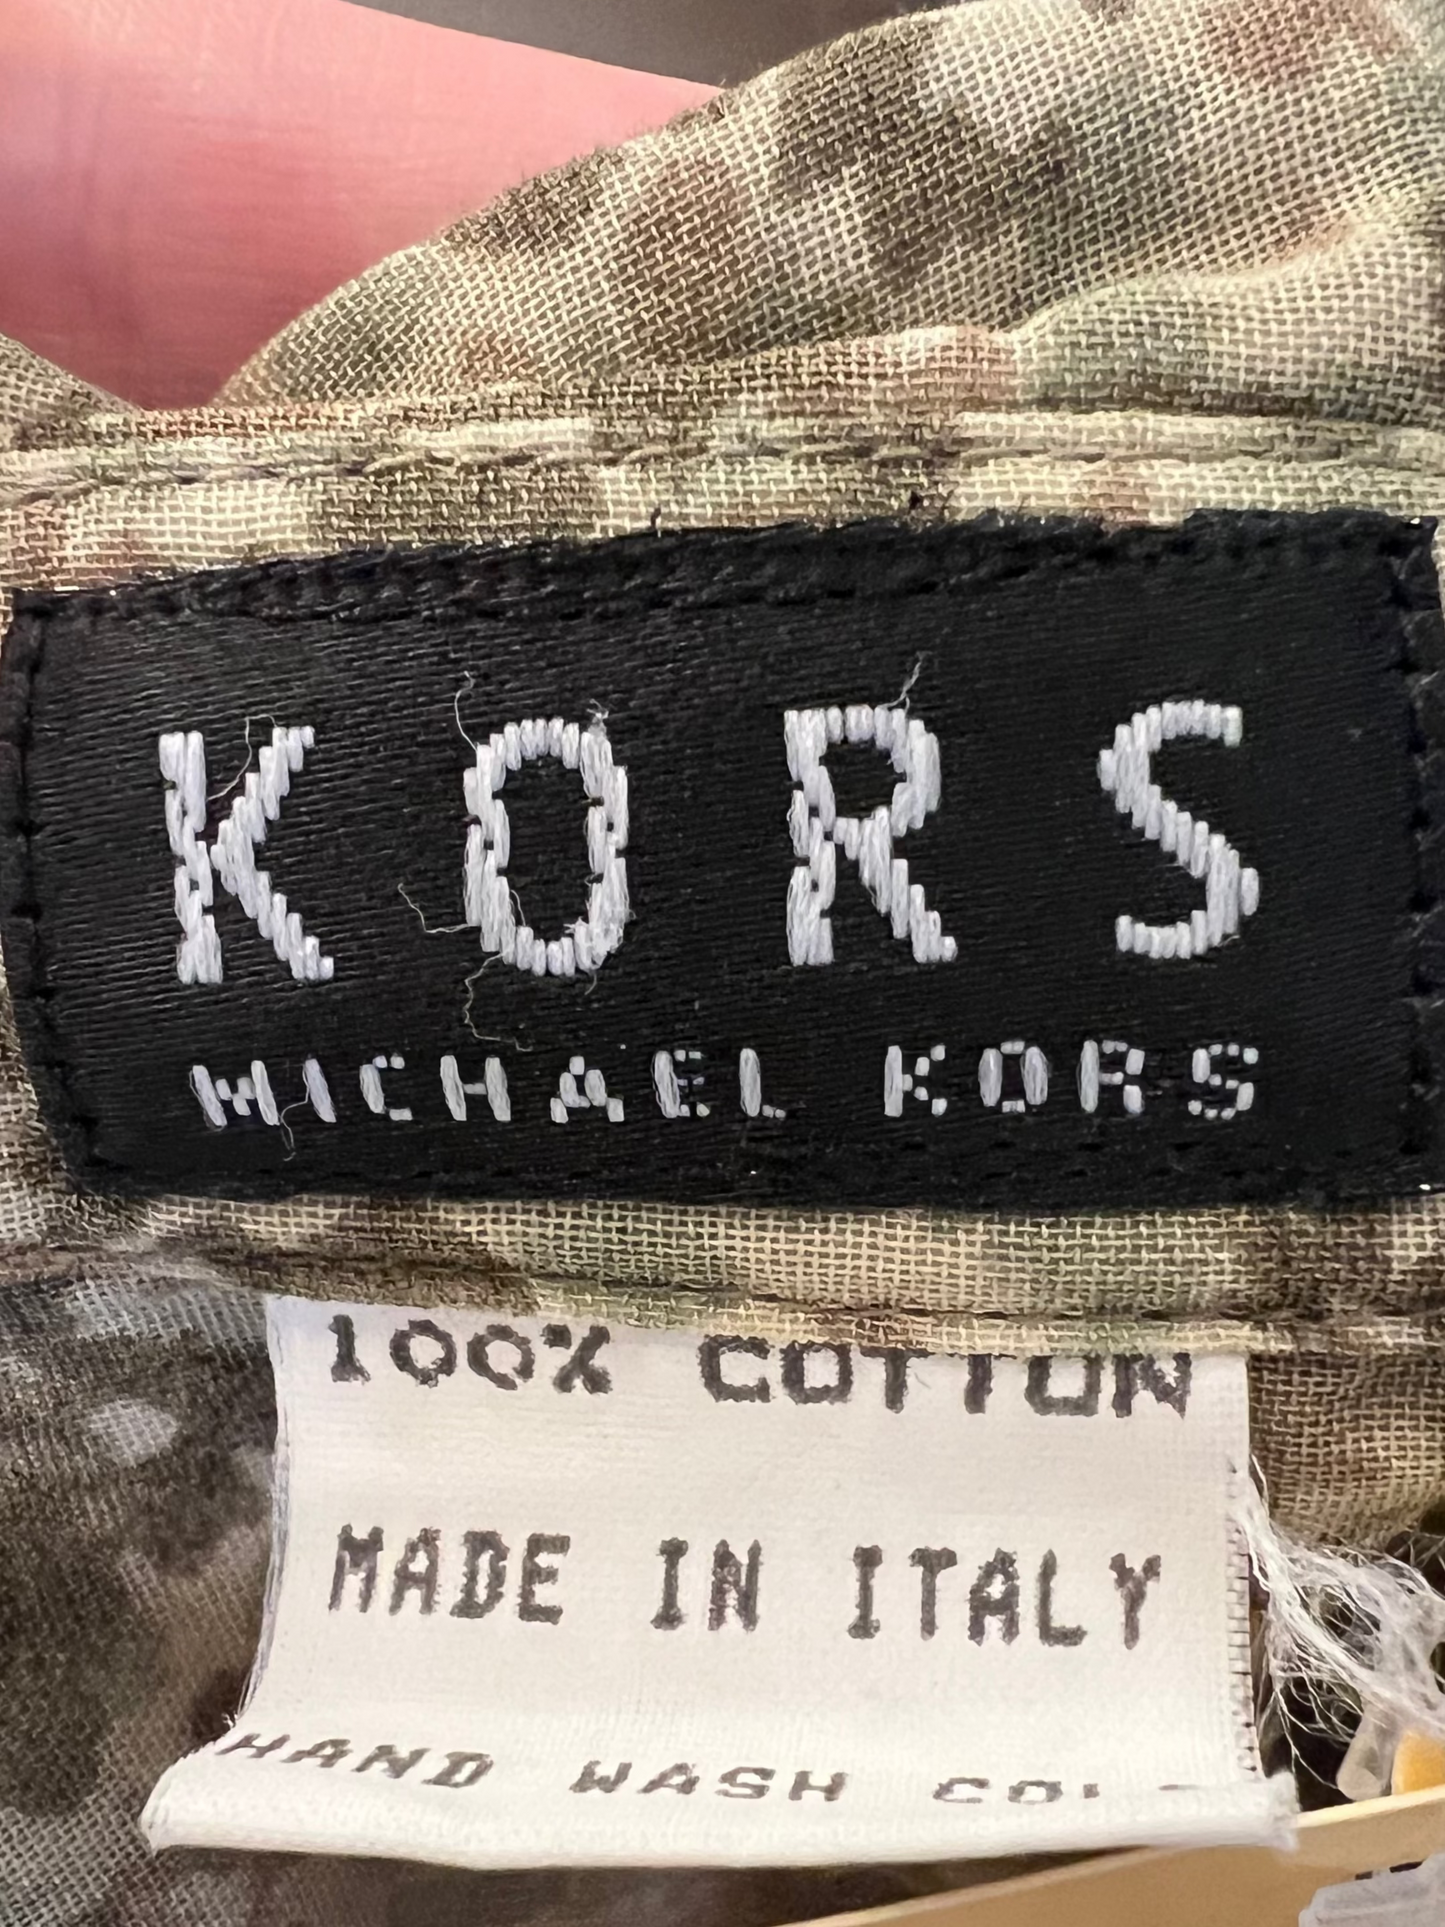 KORS
MICHAEL KORS
100% COTTON
MADE IN ITALY
HAND WASH